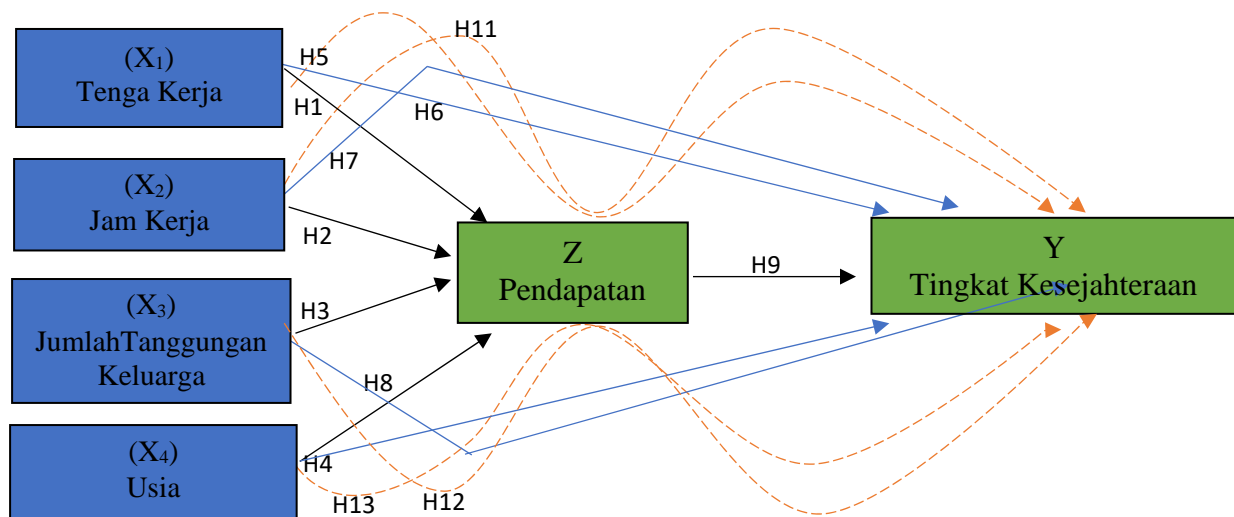 (X₁)
Tenga Kerja
(X₂)
Jam Kerja
(X₃)
JumlahTanggungan
Keluarga
(X₄)
Usia
H5
H1
H11
H6
H7
H2
H3
H8
H4
H13
H12
Z
Pendapatan
H9
Y
Tingkat Kesejahteraan